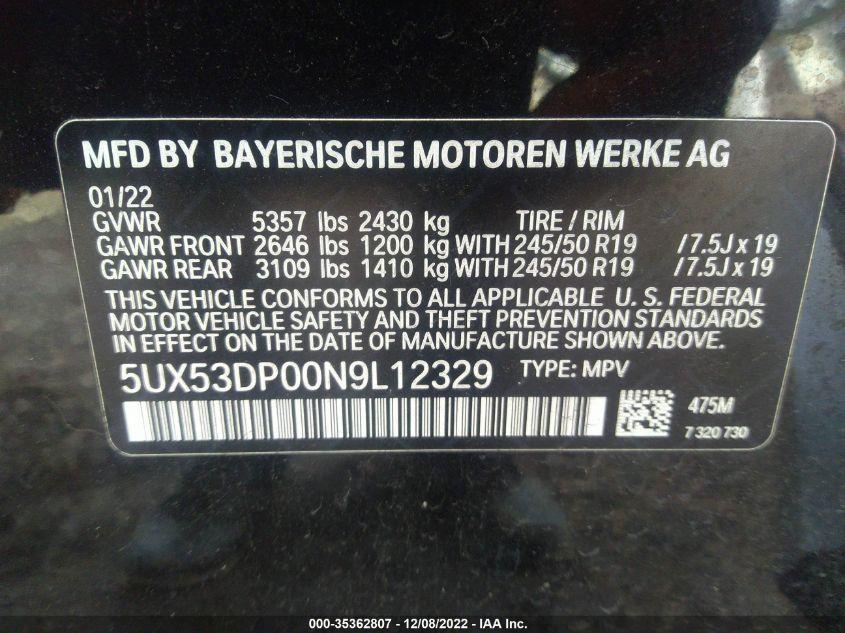 MFD BY BAYERISCHE MOTOREN WERKE AG
01/22
GVWR 5357 lbs 2430 kg TIRE / RIM
GAWR FRONT 2646 lbs 1200 kg WITH 245/50 R19 / 7.5J x 19
GAWR REAR 3109 lbs 1410 kg WITH 245/50 R19 / 7.5J x 19
THIS VEHICLE CONFORMS TO ALL APPLICABLE U. S. FEDERAL
MOTOR VEHICLE SAFETY AND THEFT PREVENTION STANDARDS
IN EFFECT ON THE DATE OF MANUFACTURE SHOWN ABOVE.
5UX53DP00N9L12329 TYPE: MPV
475M
7 320 730
000-35362807 - 12/08/2022 - IAA Inc.